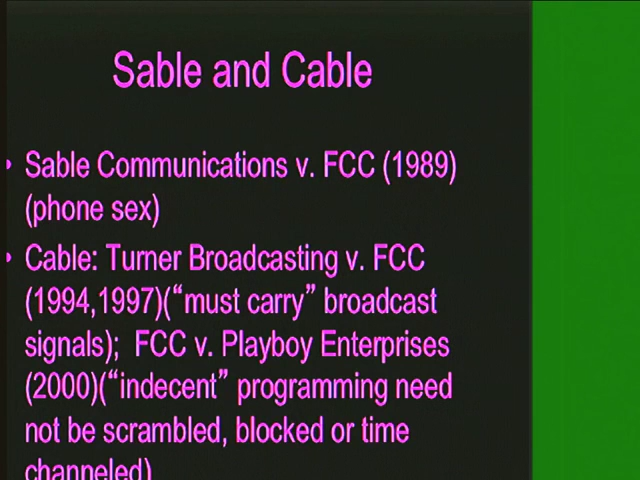 Sable and Cable
• Sable Communications v. FCC (1989)
(phone sex)
• Cable: Turner Broadcasting v. FCC
(1994,1997)(“must carry” broadcast
signals);  FCC v. Playboy Enterprises
(2000)(“indecent” programming need
not be scrambled, blocked or time
channeled)